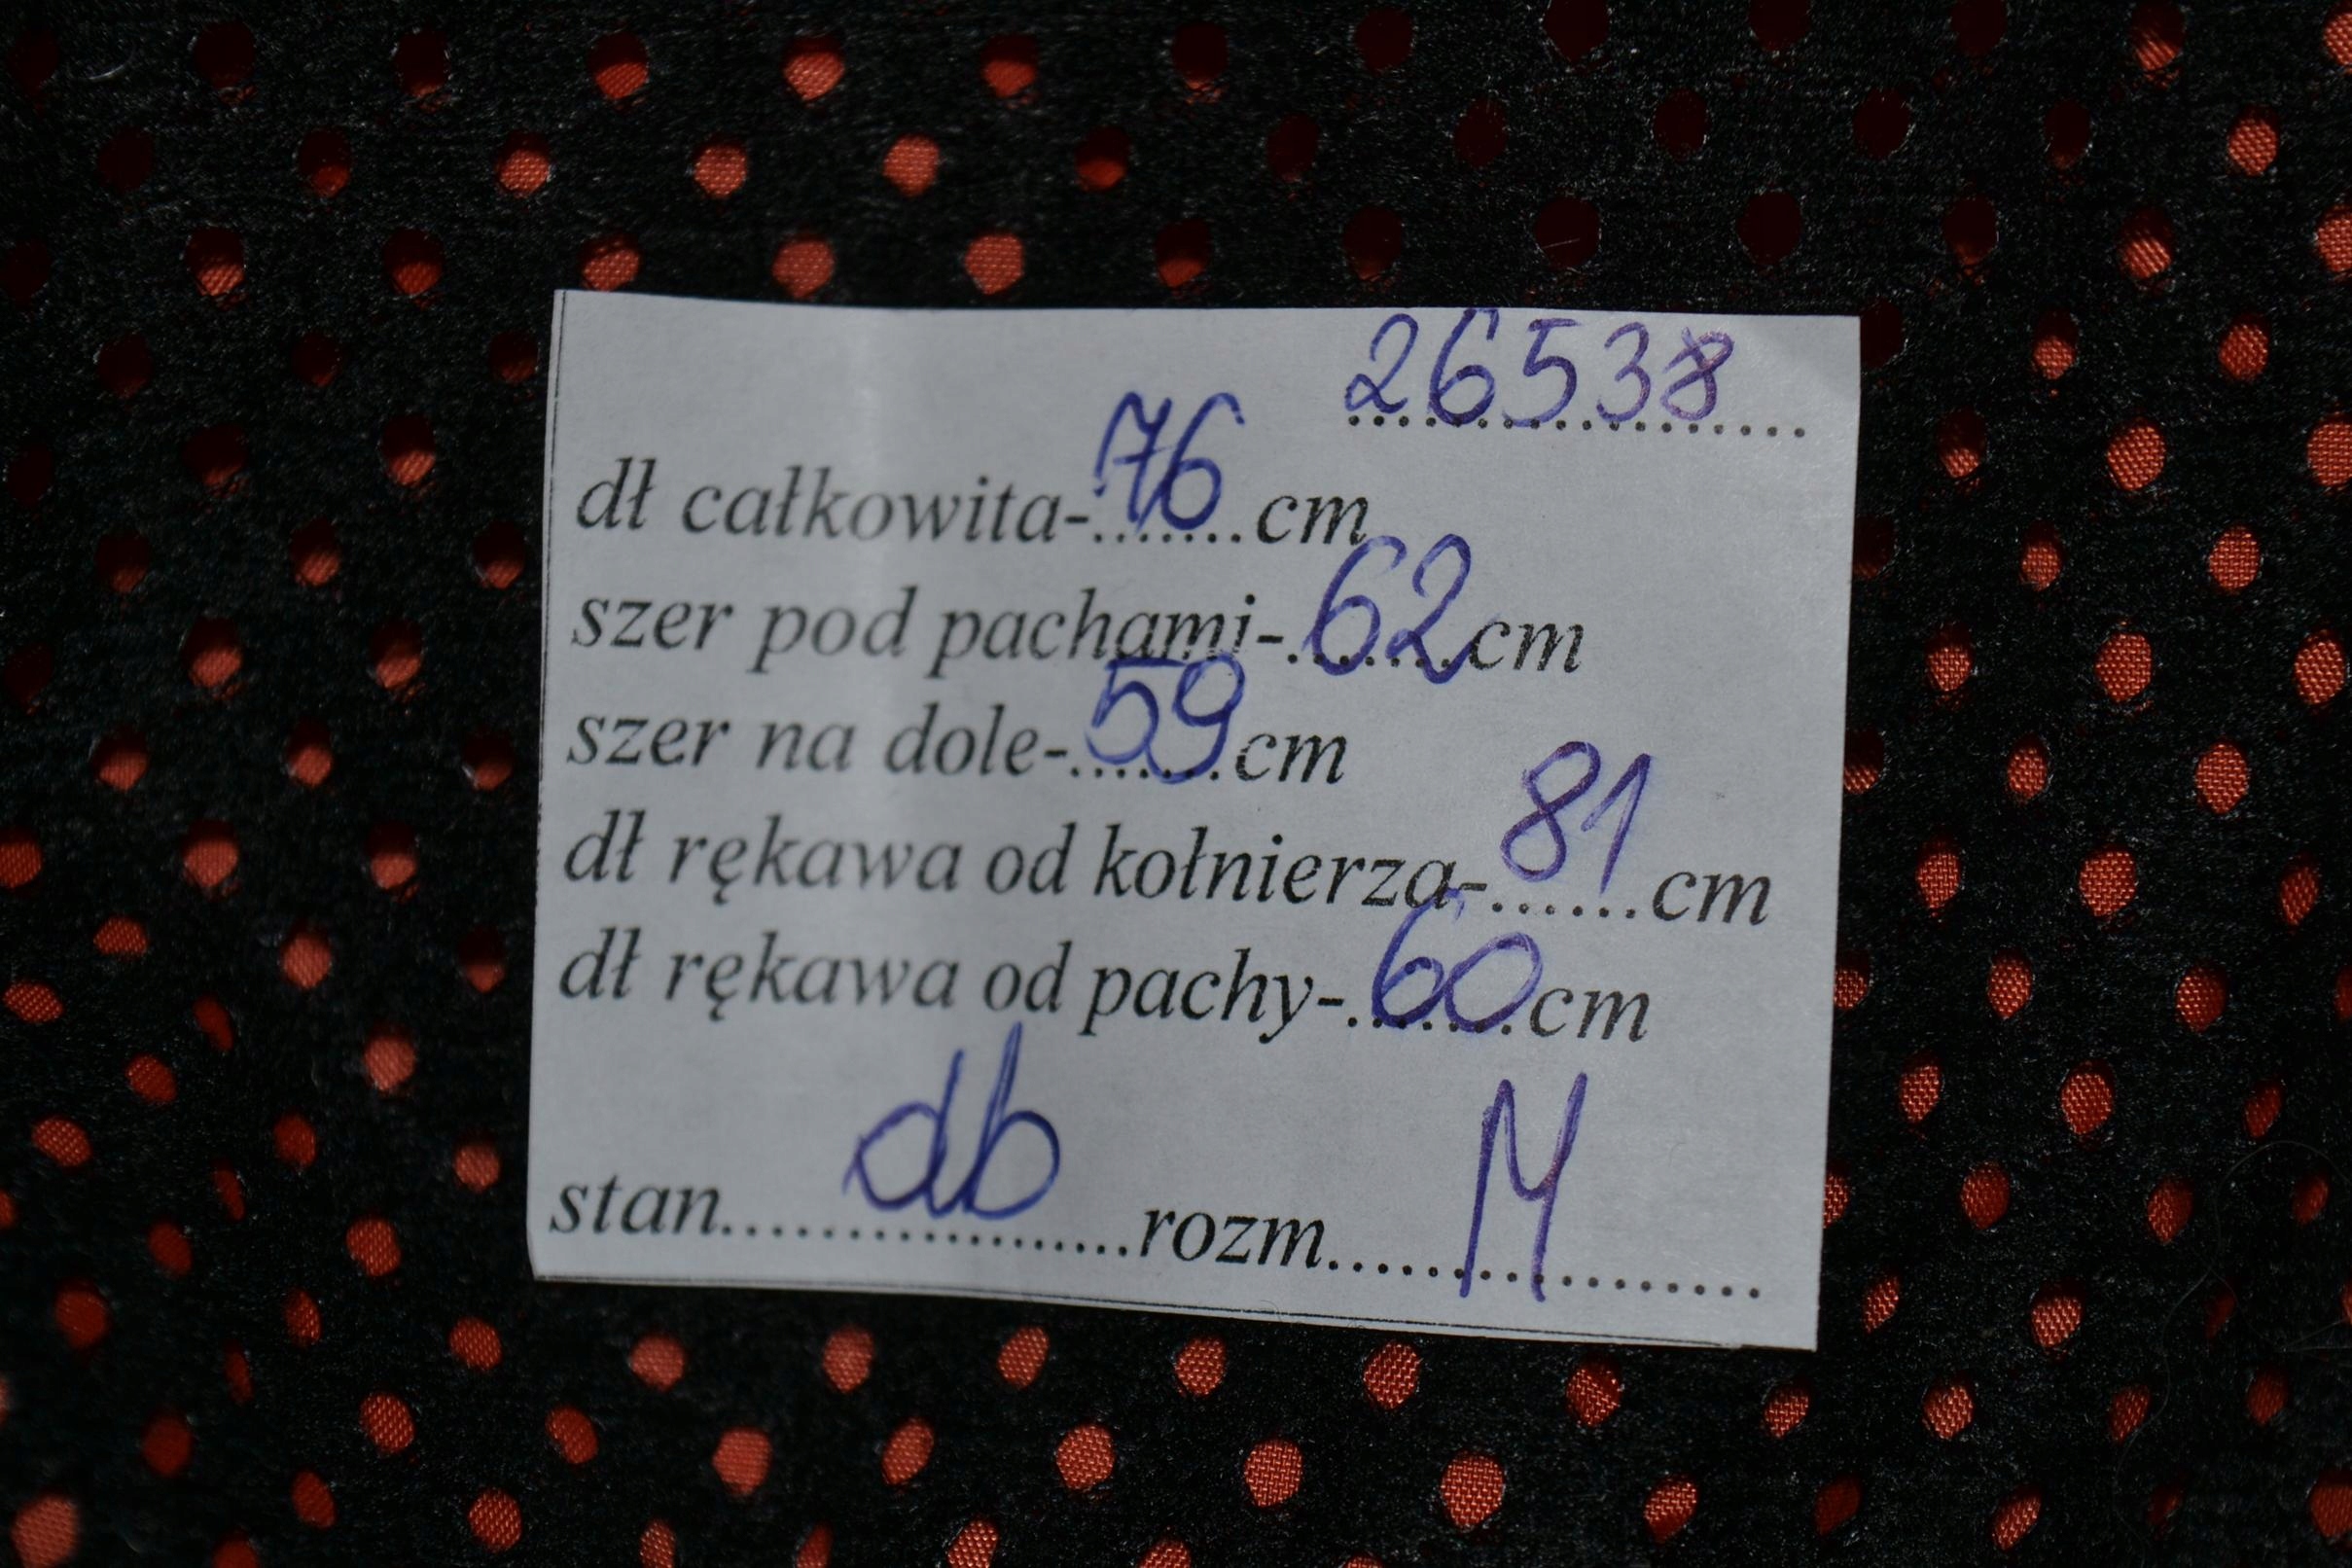 26538
dł całkowita-76cm
szer pod pachami-62cm
szer na dole-59cm
dł rękawa od kołnierza-81cm
dł rękawa od pachy-60cm
stan db rozm M